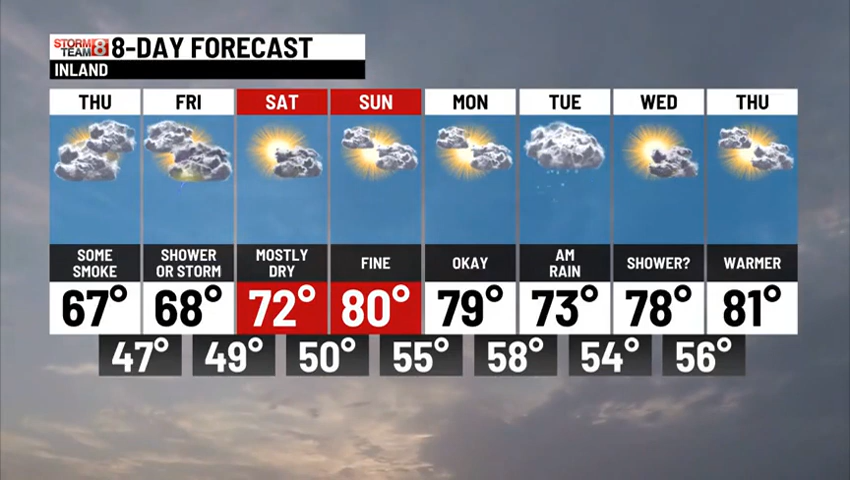 STORM TEAM 8
8-DAY FORECAST
INLAND
THU FRI SAT SUN MON TUE WED THU
SOME SMOKE
SHOWER OR STORM
MOSTLY DRY
FINE
OKAY
AM RAIN
SHOWER?
WARMER
67° 68° 72° 80° 79° 73° 78° 81°
47° 49° 50° 55° 58° 54° 56°